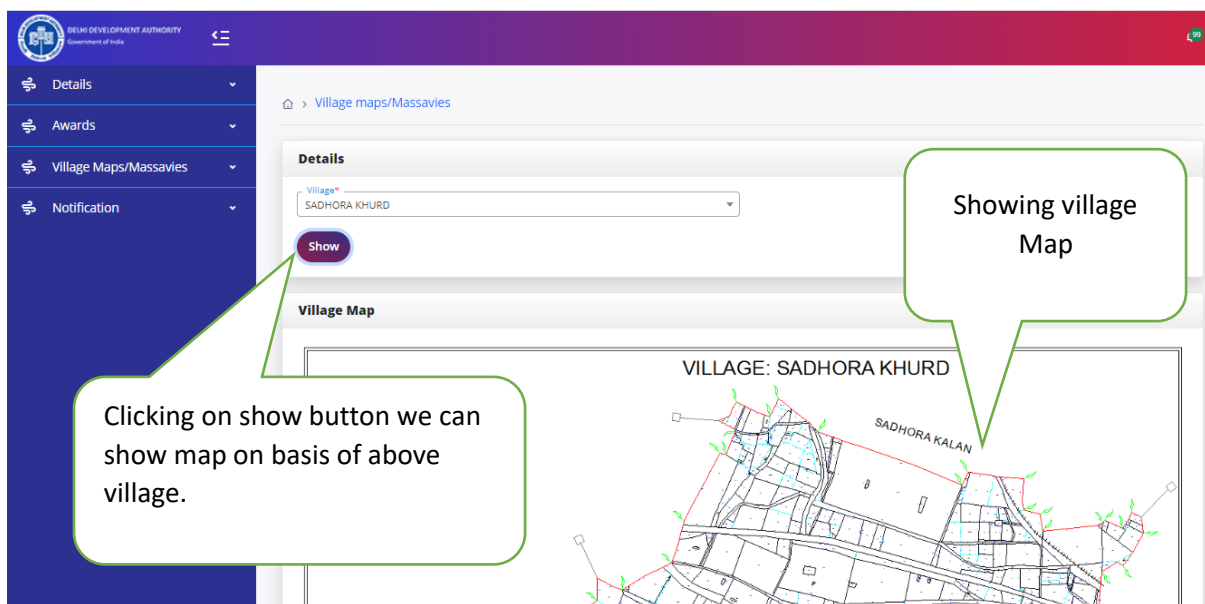 DELHI DEVELOPMENT AUTHORITY
Government of India
99
Details
Awards
Village Maps/Massavies
Notification
Village maps/Massavies
Details
Village*
SADHORA KHURD
Show
Showing village
Map
Village Map
VILLAGE: SADHORA KHURD
SADHORA KALAN
Clicking on show button we can
show map on basis of above
village.